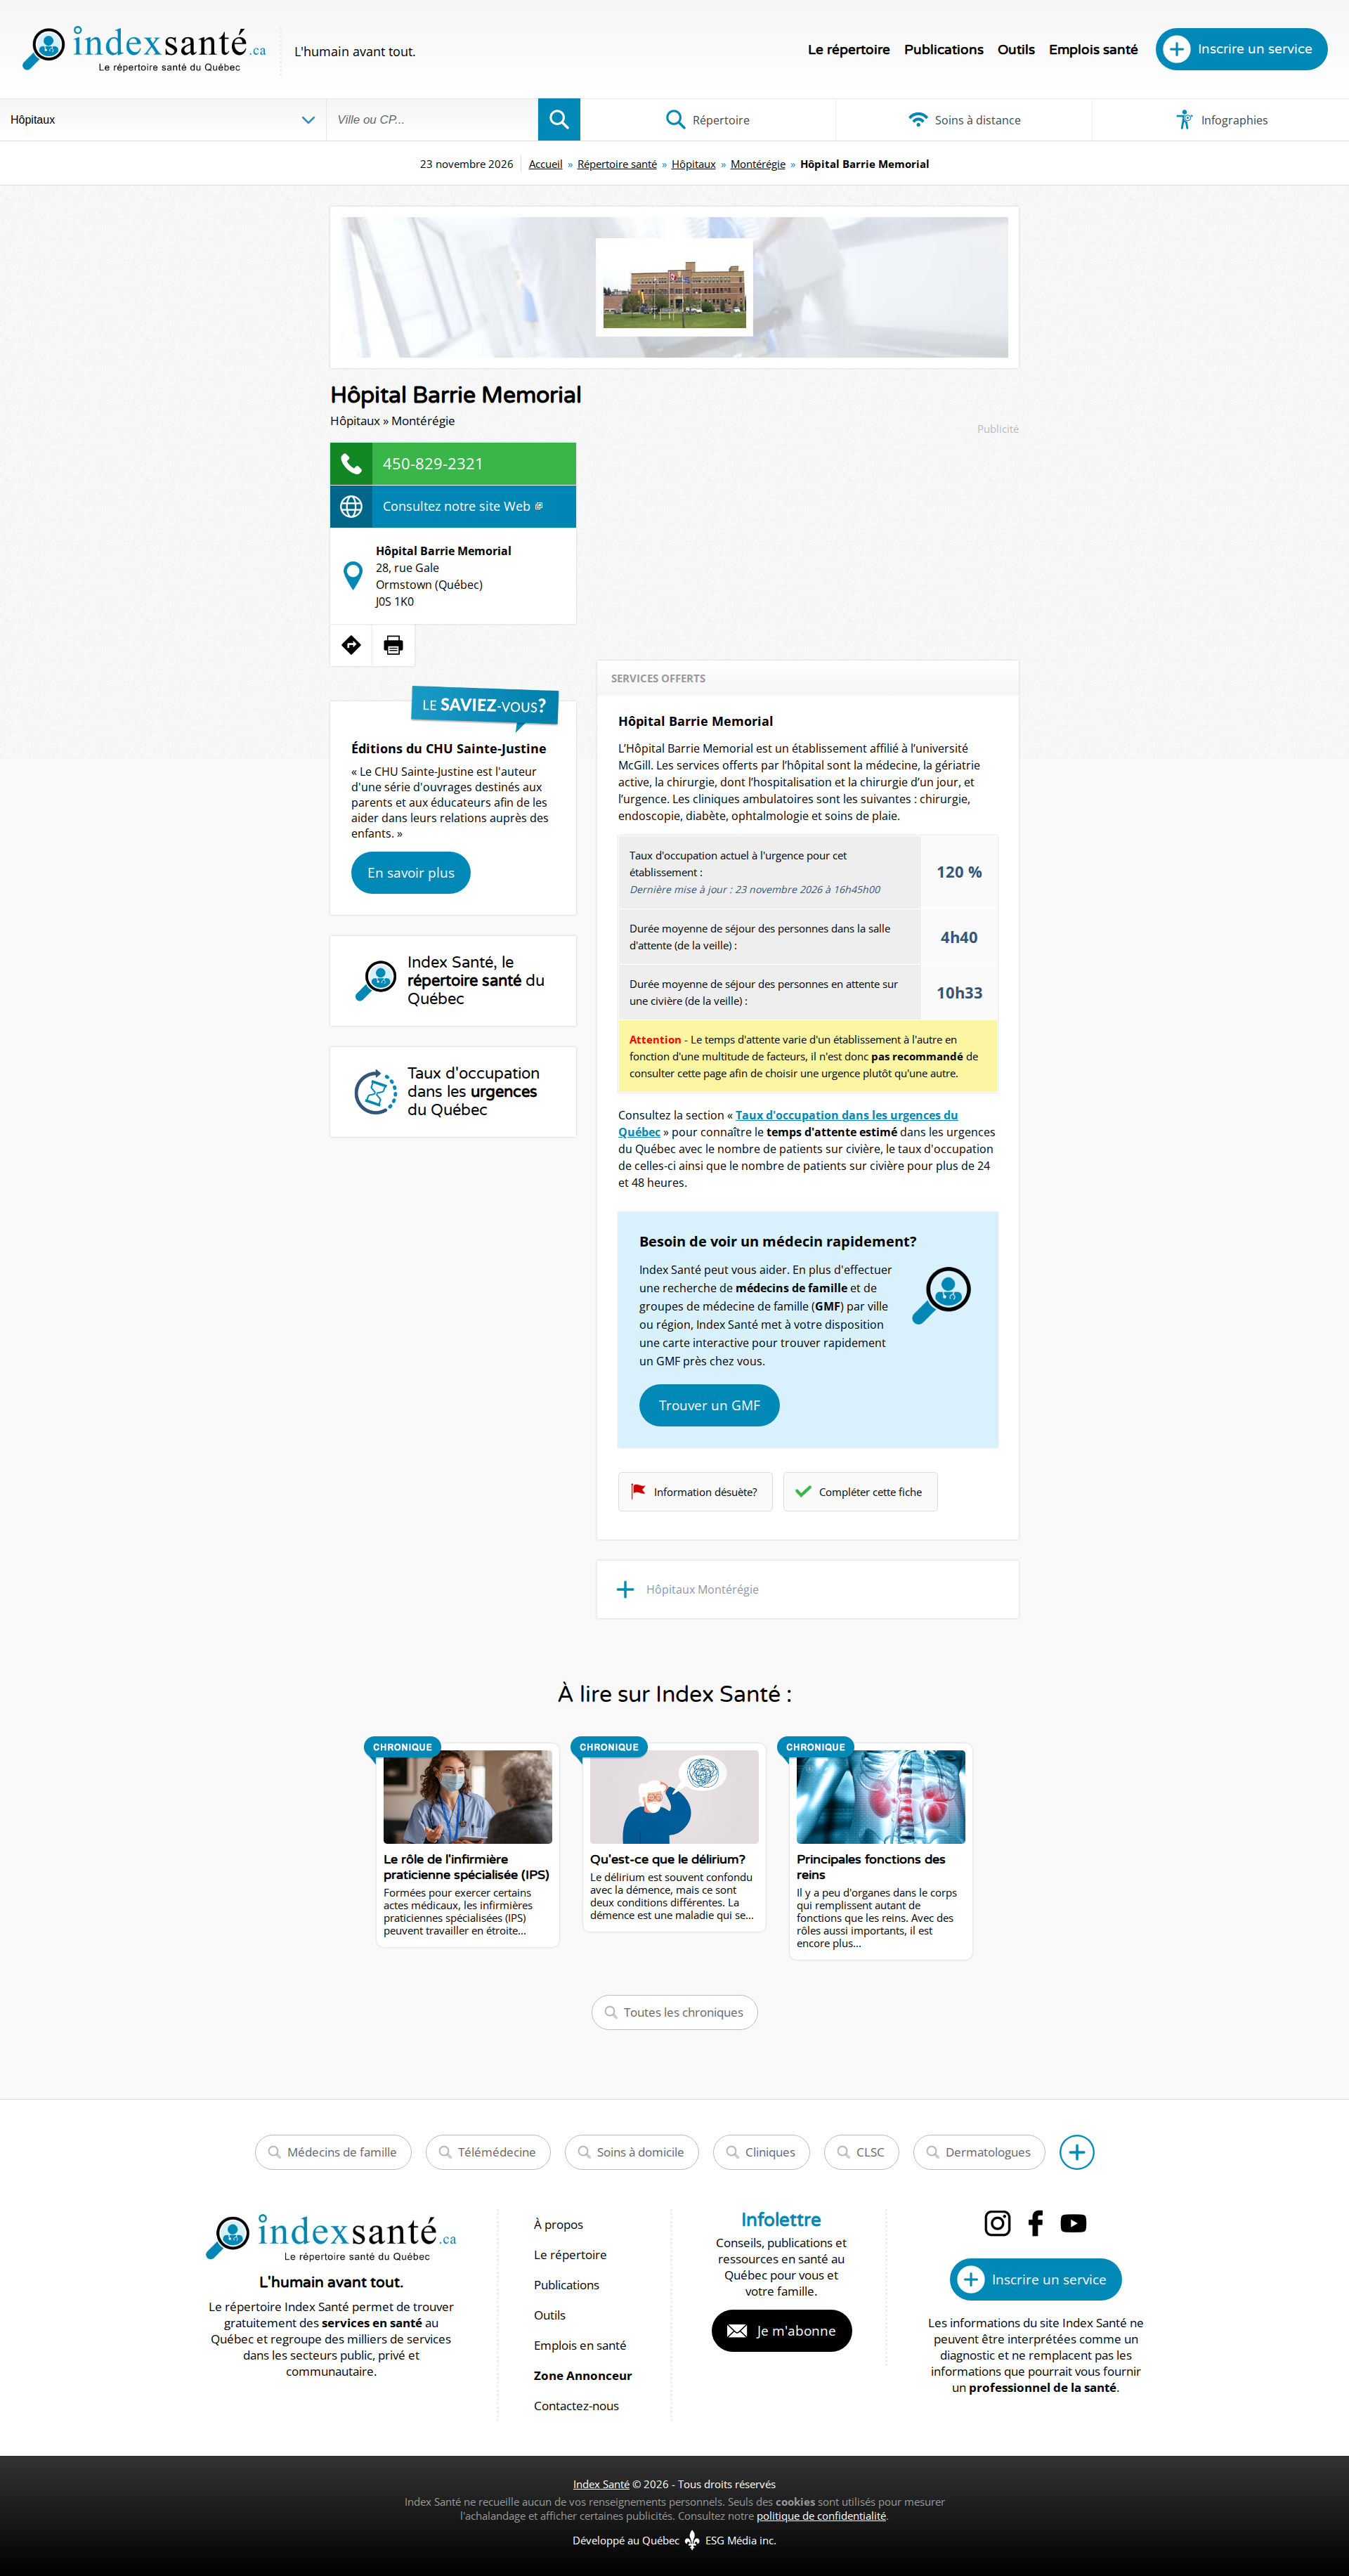 indexsanté.ca
Le répertoire santé du Québec
L'humain avant tout.
Le répertoire
Publications
Outils
Emplois santé
Inscrire un service
Hôpitaux
Ville ou CP...
Répertoire
Soins à distance
Infographies
23 novembre 2026
Accueil » Répertoire santé » Hôpitaux » Montérégie » Hôpital Barrie Memorial
Hôpital Barrie Memorial
Hôpitaux » Montérégie
Publicité
450-829-2321
Consultez notre site Web
Hôpital Barrie Memorial
28, rue Gale
Ormstown (Québec)
J0S 1K0
LE SAVIEZ-VOUS?
Éditions du CHU Sainte-Justine
« Le CHU Sainte-Justine est l'auteur
d'une série d'ouvrages destinés aux
parents et aux éducateurs afin de les
aider dans leurs relations auprès des
enfants. »
En savoir plus
Index Santé, le
répertoire santé du
Québec
Taux d'occupation
dans les urgences
du Québec
SERVICES OFFERTS
Hôpital Barrie Memorial
L’Hôpital Barrie Memorial est un établissement affilié à l’université
McGill. Les services offerts par l’hôpital sont la médecine, la gériatrie
active, la chirurgie, dont l’hospitalisation et la chirurgie d’un jour, et
l’urgence. Les cliniques ambulatoires sont les suivantes : chirurgie,
endoscopie, diabète, ophtalmologie et soins de plaie.
Taux d'occupation actuel à l'urgence pour cet
établissement :
Dernière mise à jour : 23 novembre 2026 à 16h45h00
120 %
Durée moyenne de séjour des personnes dans la salle
d'attente (de la veille) :
4h40
Durée moyenne de séjour des personnes en attente sur
une civière (de la veille) :
10h33
Attention - Le temps d'attente varie d'un établissement à l'autre en
fonction d'une multitude de facteurs, il n'est donc pas recommandé de
consulter cette page afin de choisir une urgence plutôt qu'une autre.
Consultez la section « Taux d'occupation dans les urgences du
Québec » pour connaître le temps d'attente estimé dans les urgences
du Québec avec le nombre de patients sur civière, le taux d'occupation
de celles-ci ainsi que le nombre de patients sur civière pour plus de 24
et 48 heures.
Besoin de voir un médecin rapidement?
Index Santé peut vous aider. En plus d'effectuer
une recherche de médecins de famille et de
groupes de médecine de famille (GMF) par ville
ou région, Index Santé met à votre disposition
une carte interactive pour trouver rapidement
un GMF près chez vous.
Trouver un GMF
Information désuète?
Compléter cette fiche
Hôpitaux Montérégie
À lire sur Index Santé :
CHRONIQUE
Le rôle de l'infirmière
praticienne spécialisée (IPS)
Formées pour exercer certains
actes médicaux, les infirmières
praticiennes spécialisées (IPS)
peuvent travailler en étroite...
CHRONIQUE
Qu'est-ce que le délirium?
Le délirium est souvent confondu
avec la démence, mais ce sont
deux conditions différentes. La
démence est une maladie qui se...
CHRONIQUE
Principales fonctions des
reins
Il y a peu d'organes dans le corps
qui remplissent autant de
fonctions que les reins. Avec des
rôles aussi importants, il est
encore plus...
Toutes les chroniques
Médecins de famille
Télémédecine
Soins à domicile
Cliniques
CLSC
Dermatologues
indexsanté.ca
Le répertoire santé du Québec
L'humain avant tout.
Le répertoire Index Santé permet de trouver
gratuitement des services en santé au
Québec et regroupe des milliers de services
dans les secteurs public, privé et
communautaire.
À propos
Le répertoire
Publications
Outils
Emplois en santé
Zone Annonceur
Contactez-nous
Infolettre
Conseils, publications et
ressources en santé au
Québec pour vous et
votre famille.
Je m'abonne
Inscrire un service
Les informations du site Index Santé ne
peuvent être interprétées comme un
diagnostic et ne remplacent pas les
informations que pourrait vous fournir
un professionnel de la santé.
Index Santé © 2026 - Tous droits réservés
Index Santé ne recueille aucun de vos renseignements personnels. Seuls des cookies sont utilisés pour mesurer
l'achalandage et afficher certaines publicités. Consultez notre politique de confidentialité.
Développé au Québec ESG Média inc.